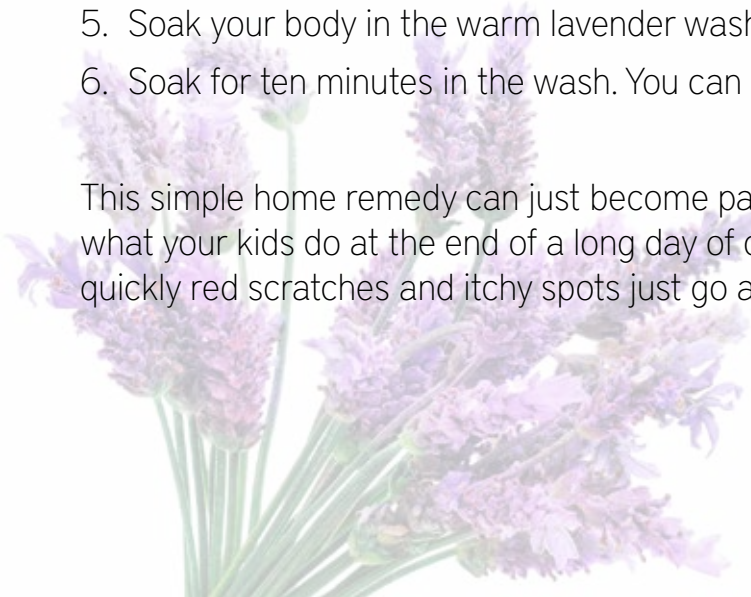 5. Soak your body in the warm lavender wash
6. Soak for ten minutes in the wash. You can
This simple home remedy can just become pa
what your kids do at the end of a long day of
quickly red scratches and itchy spots just go a